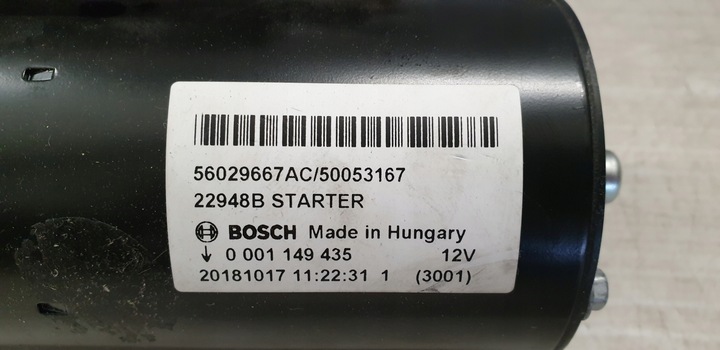 56029667AC/50053167
22948B STARTER
BOSCH Made in Hungary
↓ 0 001 149 435 12V
20181017 11:22:31 1 (3001)